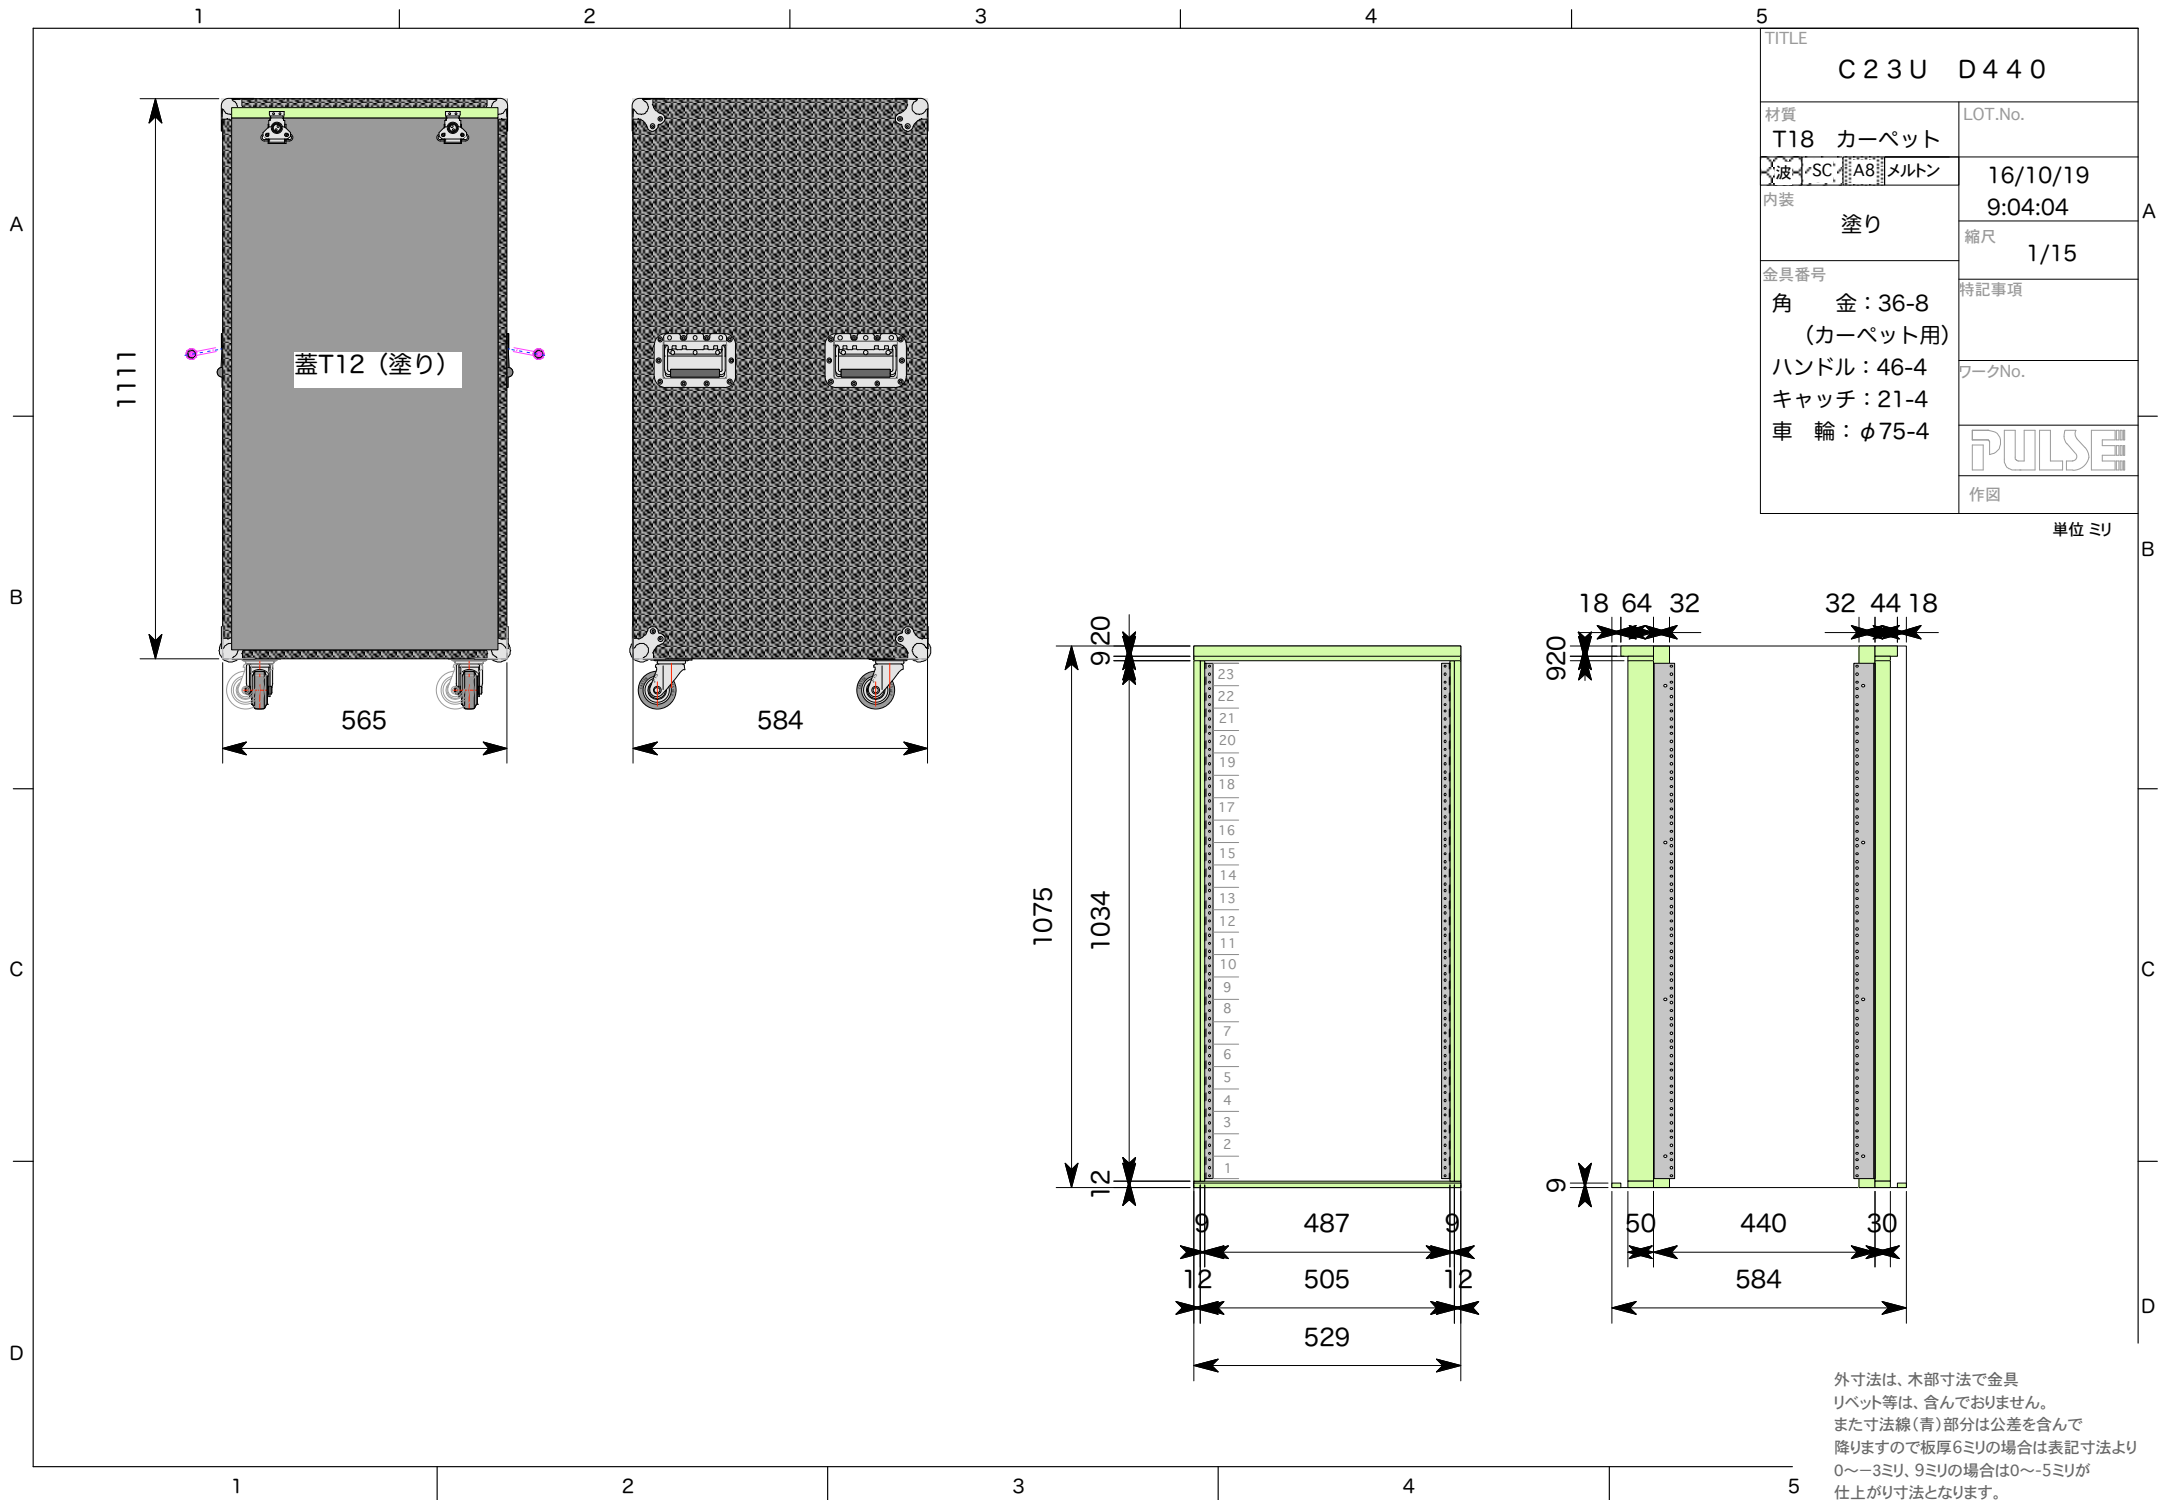 1 2 3 4 5
TITLE
C23U D440
材質
T18 カーペット
LOT.No.
波 SC A8 メルトン
16/10/19
9:04:04
内装
塗り
縮尺
1/15
金具番号
角 金:36-8
(カーペット用)
ハンドル:46-4
キャッチ:21-4
車 輪:φ75-4
特記事項
ワークNo.
PULSE
作図
単位 ミリ
A
B
C
D
A
B
C
D
1111
蓋T12(塗り)
565
584
920
1075
1034
12
23
22
21
20
19
18
17
16
15
14
13
12
11
10
9
8
7
6
5
4
3
2
1
9 487 9
12 505 12
529
18 64 32 32 44 18
920
9
50 440 30
584
外寸法は、木部寸法で金具
リベット等は、含んでおりません。
また寸法線(青)部分は公差を含んで
降りますので板厚6ミリの場合は表記寸法より
0～−3ミリ、9ミリの場合は0～-5ミリが
仕上がり寸法となります。
1 2 3 4 5